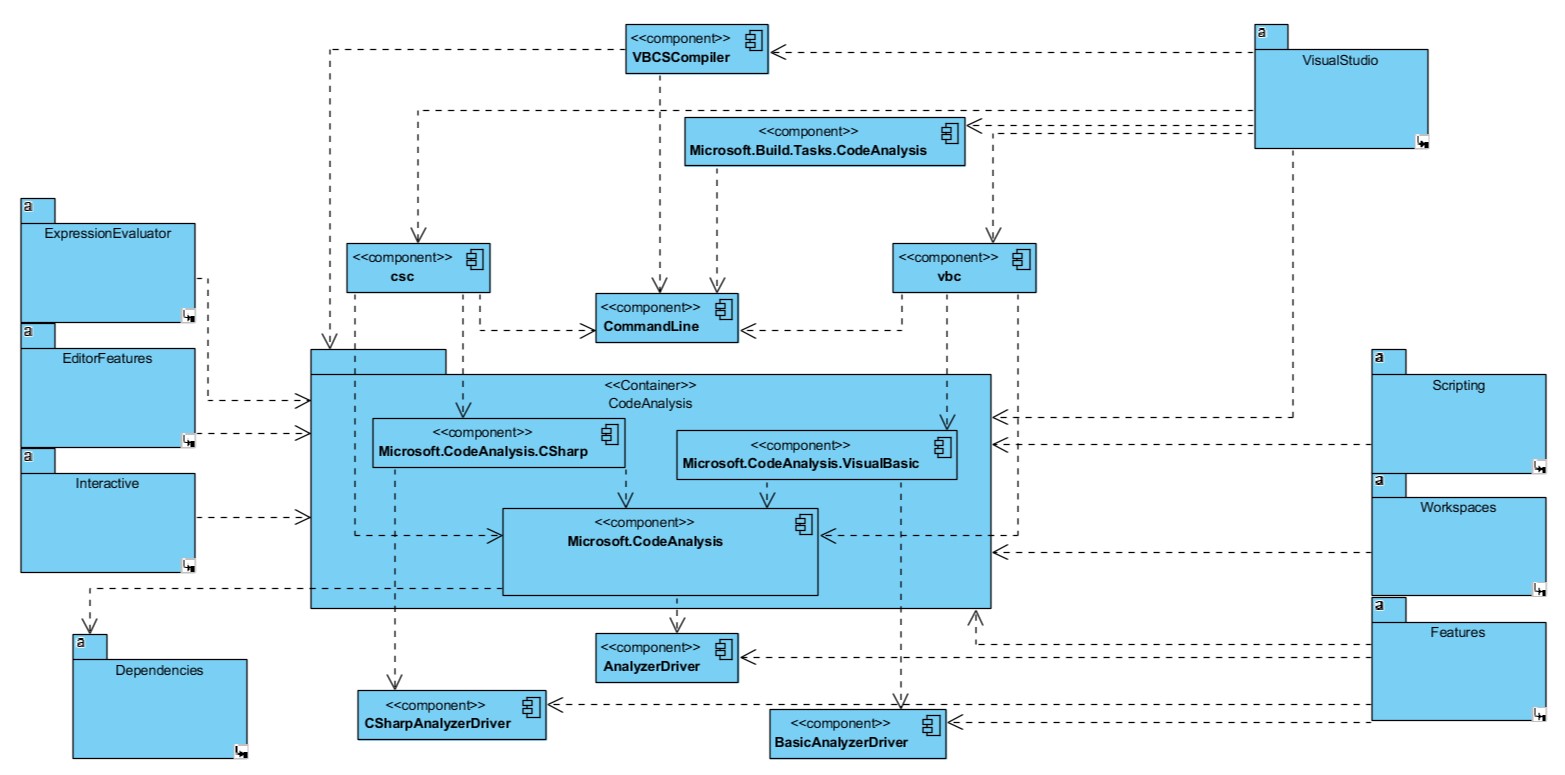 <<component>>
VBCSCompiler
a
VisualStudio
<<component>>
Microsoft.Build.Tasks.CodeAnalysis
a
ExpressionEvaluator
<<component>>
csc
<<component>>
vbc
<<component>>
CommandLine
a
EditorFeatures
<<Container>>
CodeAnalysis
a
Scripting
<<component>>
Microsoft.CodeAnalysis.CSharp
<<component>>
Microsoft.CodeAnalysis.VisualBasic
a
Interactive
a
Workspaces
<<component>>
Microsoft.CodeAnalysis
a
Features
a
Dependencies
<<component>>
AnalyzerDriver
<<component>>
CSharpAnalyzerDriver
<<component>>
BasicAnalyzerDriver